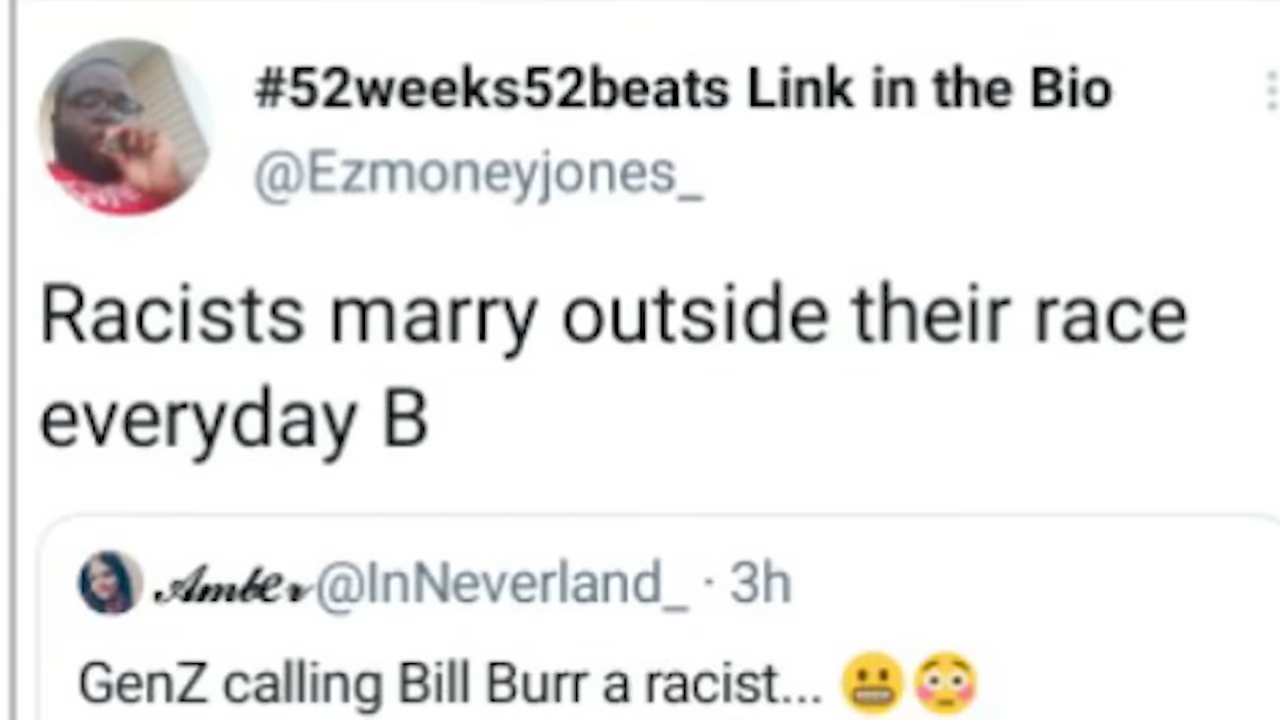 #52weeks52beats Link in the Bio
@Ezmoneyjones_
Racists marry outside their race
everyday B
Amber @InNeverland_ · 3h
GenZ calling Bill Burr a racist... 😬😳